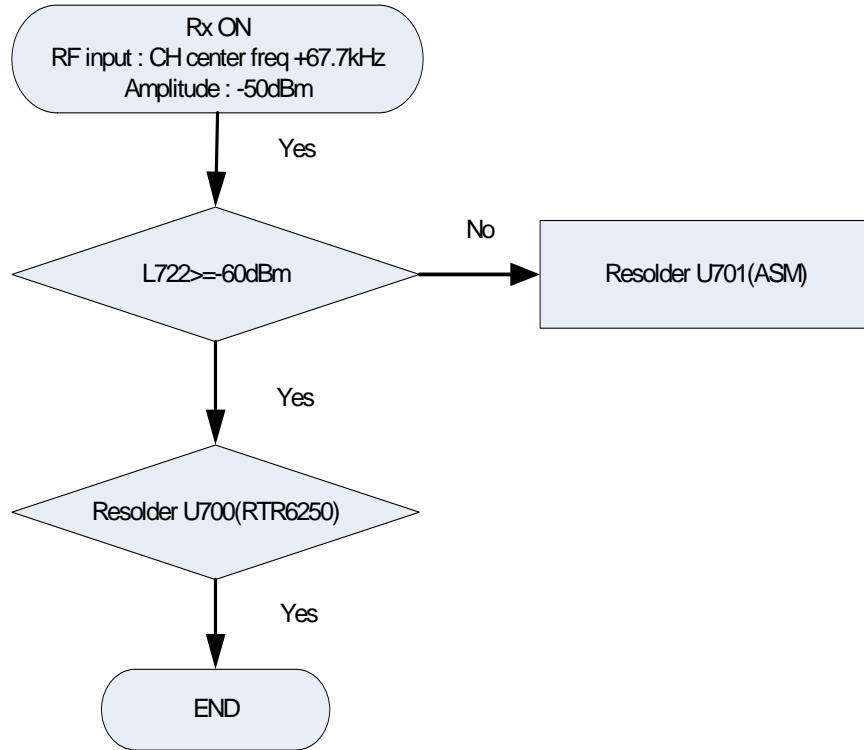 Rx ON
RF input : CH center freq +67.7kHz
Amplitude : -50dBm
Yes
L722>=-60dBm
No
Resolder U701(ASM)
Yes
Resolder U700(RTR6250)
Yes
END